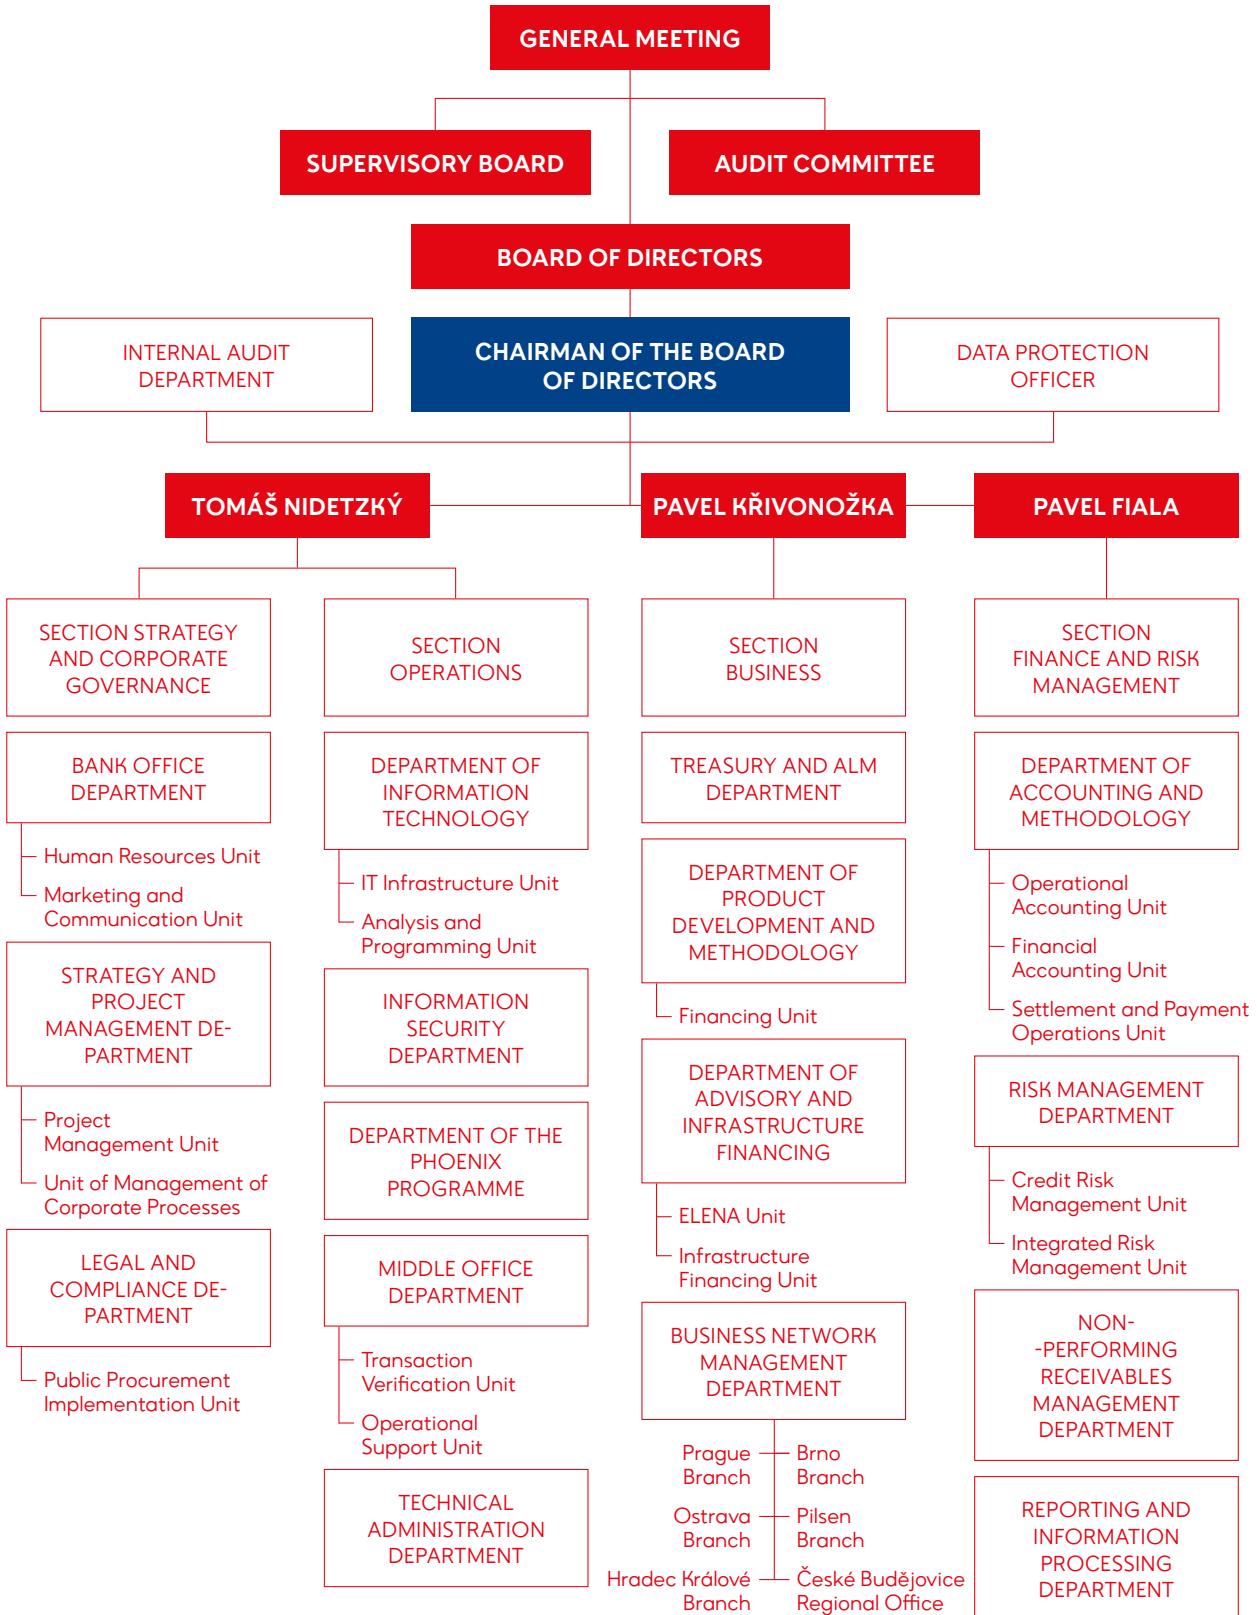 GENERAL MEETING
SUPERVISORY BOARD
AUDIT COMMITTEE
BOARD OF DIRECTORS
INTERNAL AUDIT
DEPARTMENT
CHAIRMAN OF THE BOARD
OF DIRECTORS
DATA PROTECTION
OFFICER
TOMÁŠ NIDETZKÝ
PAVEL KŘIVONOŽKA
PAVEL FIALA
SECTION STRATEGY
AND CORPORATE
GOVERNANCE
BANK OFFICE
DEPARTMENT
Human Resources Unit
Marketing and
Communication Unit
STRATEGY AND
PROJECT
MANAGEMENT DE-
PARTMENT
Project
Management Unit
Unit of Management of
Corporate Processes
LEGAL AND
COMPLIANCE DE-
PARTMENT
Public Procurement
Implementation Unit
SECTION
OPERATIONS
DEPARTMENT OF
INFORMATION
TECHNOLOGY
IT Infrastructure Unit
Analysis and
Programming Unit
INFORMATION
SECURITY
DEPARTMENT
DEPARTMENT OF THE
PHOENIX
PROGRAMME
MIDDLE OFFICE
DEPARTMENT
Transaction
Verification Unit
Operational
Support Unit
TECHNICAL
ADMINISTRATION
DEPARTMENT
SECTION
BUSINESS
TREASURY AND ALM
DEPARTMENT
DEPARTMENT OF
PRODUCT
DEVELOPMENT AND
METHODOLOGY
Financing Unit
DEPARTMENT OF
ADVISORY AND
INFRASTRUCTURE
FINANCING
ELENA Unit
Infrastructure
Financing Unit
BUSINESS NETWORK
MANAGEMENT
DEPARTMENT
Prague
Branch
Brno
Branch
Ostrava
Branch
Pilsen
Branch
Hradec Králové
Branch
České Budějovice
Regional Office
SECTION
FINANCE AND RISK
MANAGEMENT
DEPARTMENT OF
ACCOUNTING AND
METHODOLOGY
Operational
Accounting Unit
Financial
Accounting Unit
Settlement and Payment
Operations Unit
RISK MANAGEMENT
DEPARTMENT
Credit Risk
Management Unit
Integrated Risk
Management Unit
NON-
-PERFORMING
RECEIVABLES
MANAGEMENT
DEPARTMENT
REPORTING AND
INFORMATION
PROCESSING
DEPARTMENT